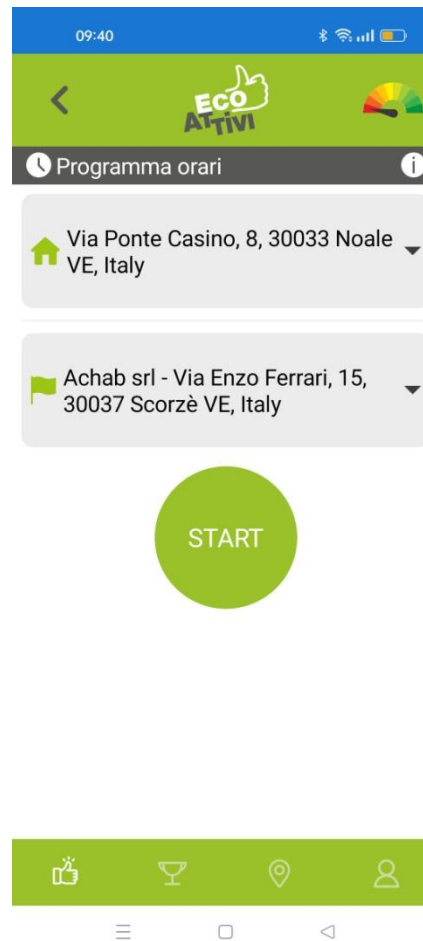 09:40
ECO
ATTIVI
Programma orari
Via Ponte Casino, 8, 30033 Noale
VE, Italy
Achab srl - Via Enzo Ferrari, 15,
30037 Scorzè VE, Italy
START